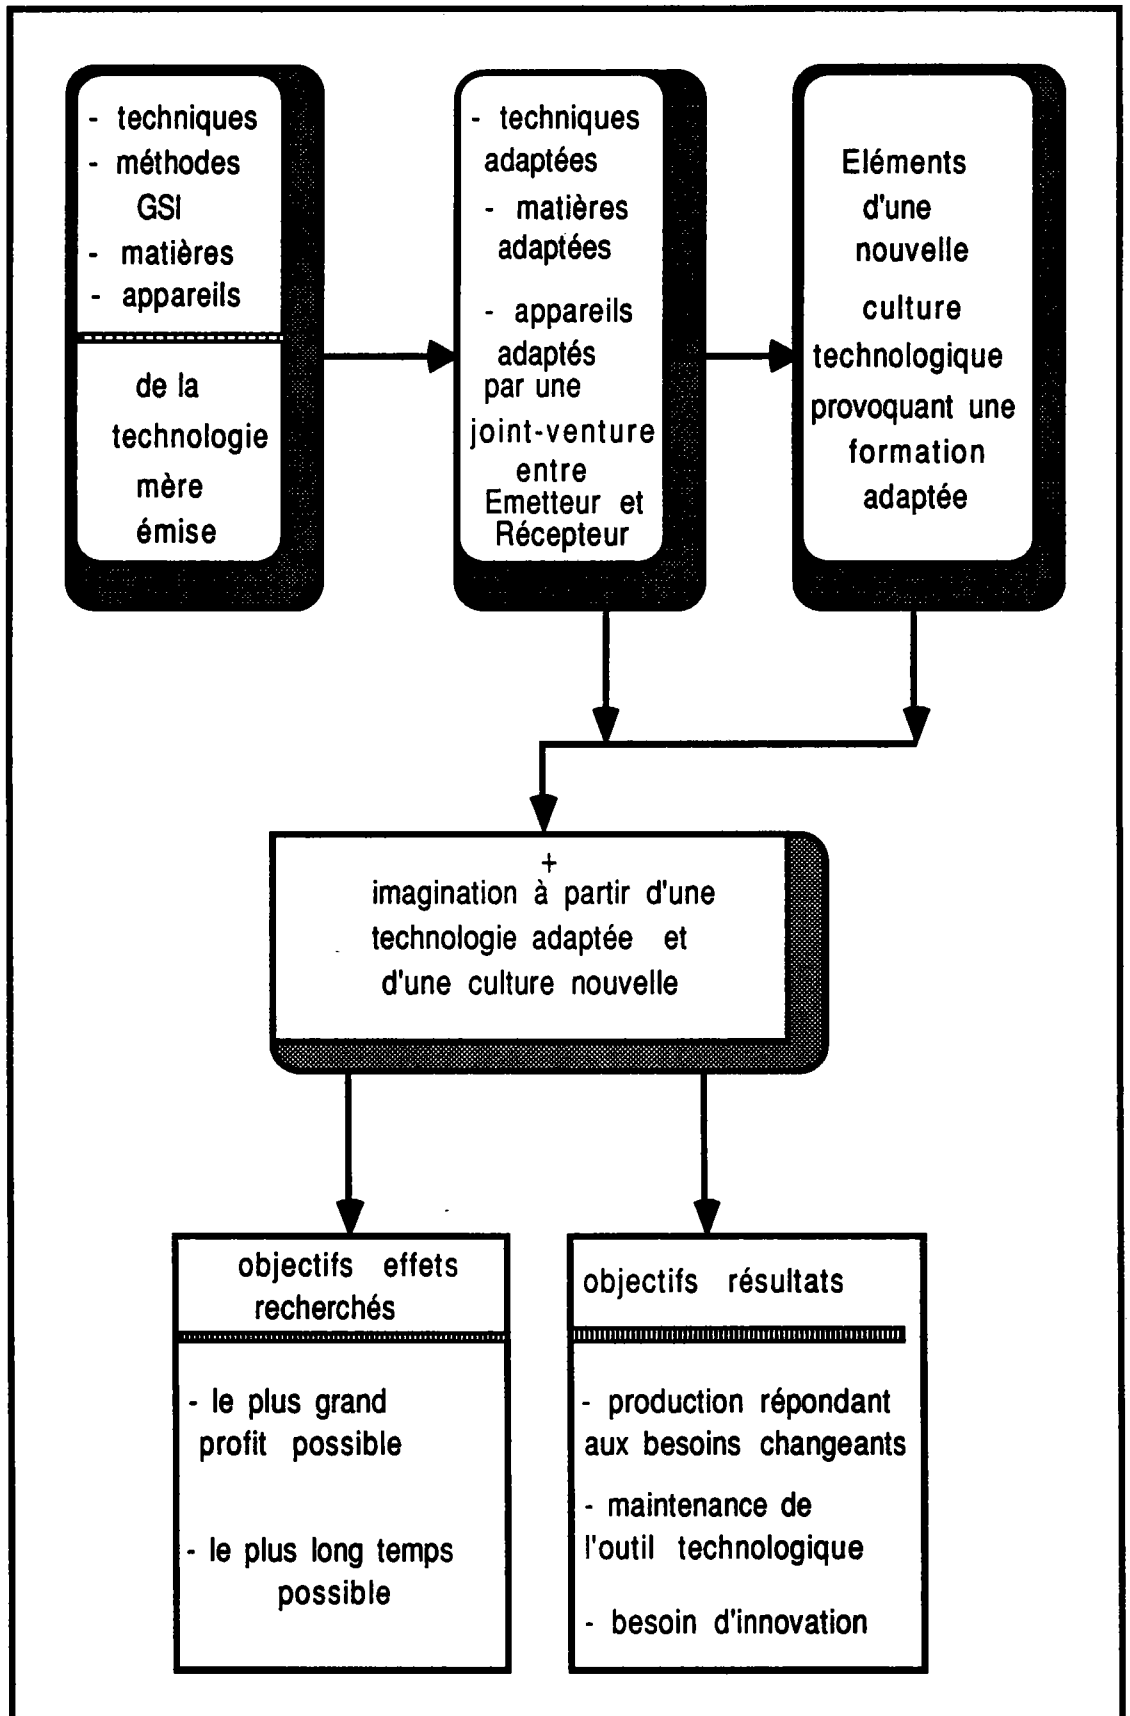 - techniques
- méthodes
GSI
- matières
- appareils
de la
technologie
mère
émise
- techniques
adaptées
- matières
adaptées
- appareils
adaptés
par une
joint-venture
entre
Emetteur et
Récepteur
Eléments
d'une
nouvelle
culture
technologique
provoquant une
formation
adaptée
+
imagination à partir d'une
technologie adaptée et
d'une culture nouvelle
objectifs effets
recherchés
- le plus grand
profit possible
- le plus long temps
possible
objectifs résultats
- production répondant
aux besoins changeants
- maintenance de
l'outil technologique
- besoin d'innovation